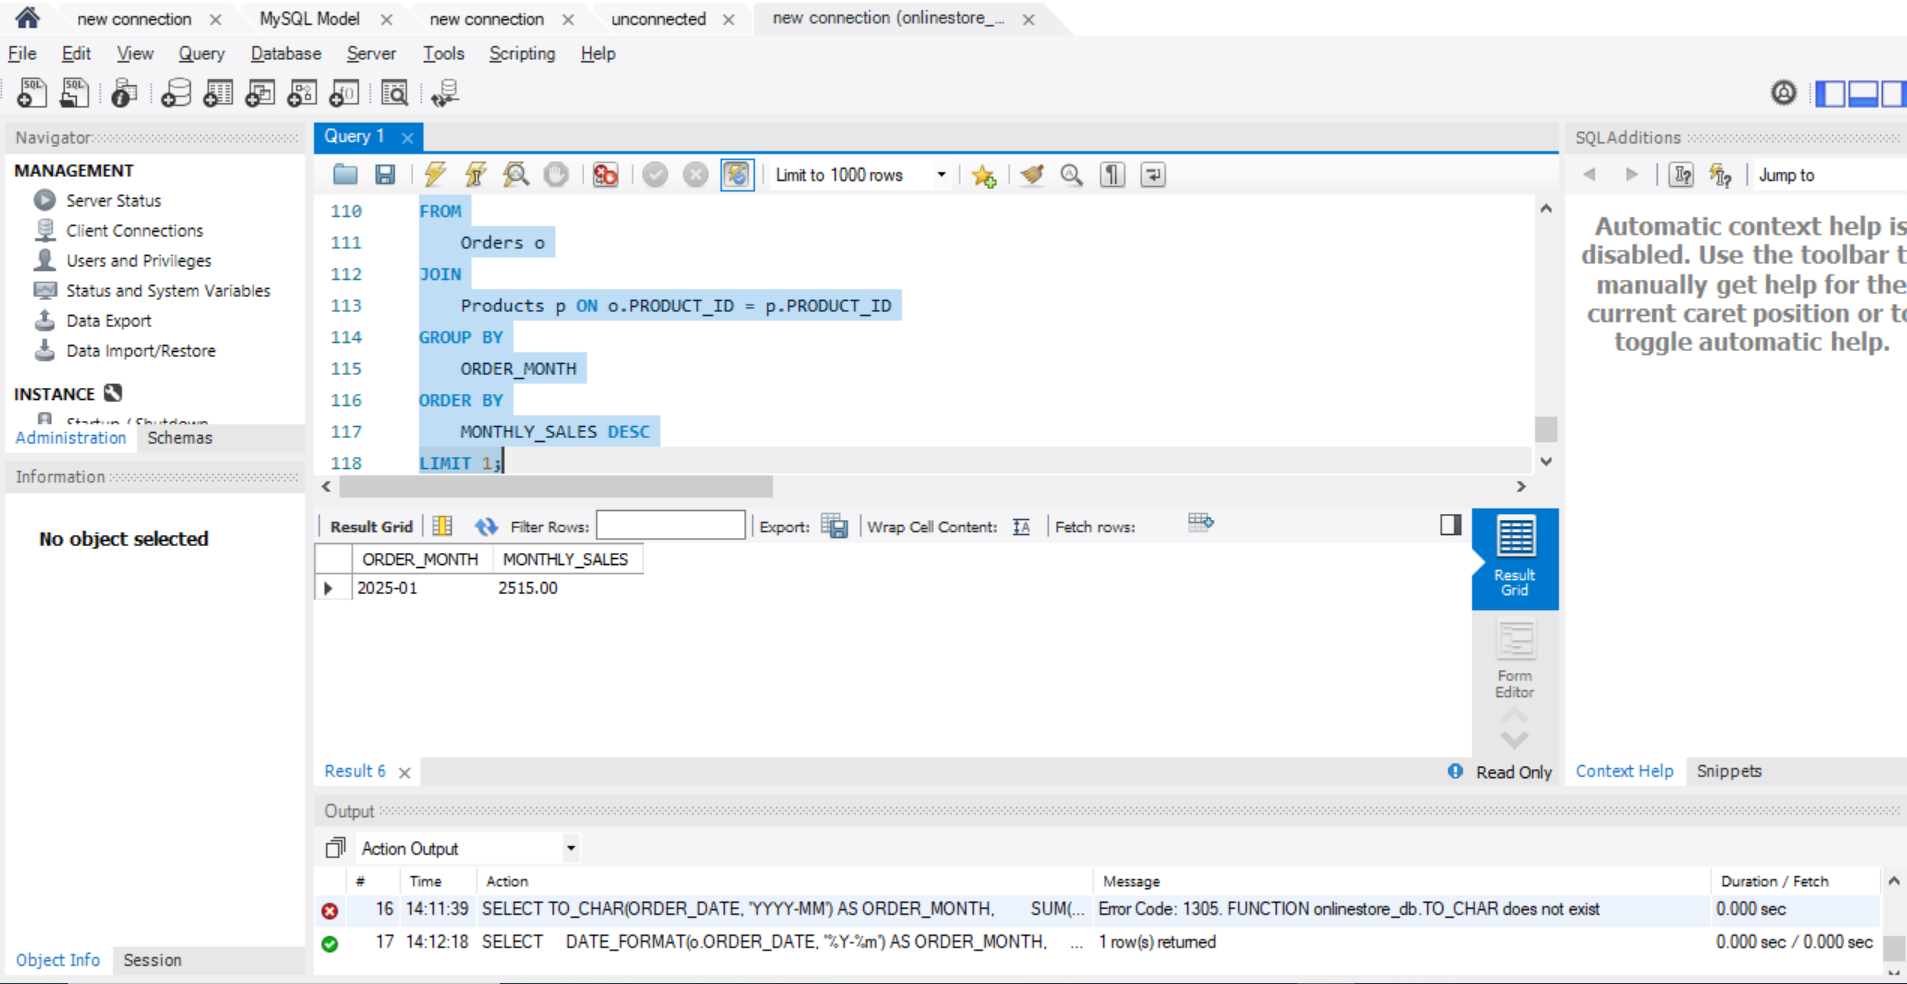 new connection
MySQL Model
new connection
unconnected
new connection (onlinestore_...
File Edit View Query Database Server Tools Scripting Help
Navigator
MANAGEMENT
Server Status
Client Connections
Users and Privileges
Status and System Variables
Data Export
Data Import/Restore
INSTANCE
Startup / Shutdown
Administration Schemas
Information
No object selected
Object Info Session
Query 1
Limit to 1000 rows
110 FROM
111 Orders o
112 JOIN
113 Products p ON o.PRODUCT_ID = p.PRODUCT_ID
114 GROUP BY
115 ORDER_MONTH
116 ORDER BY
117 MONTHLY_SALES DESC
118 LIMIT 1;
Result Grid Filter Rows: Export: Wrap Cell Content: Fetch rows:
ORDER_MONTH MONTHLY_SALES
2025-01 2515.00
Result
Grid
Form
Editor
Result 6
Read Only
SQLAdditions
Jump to
Automatic context help is
disabled. Use the toolbar t
manually get help for the
current caret position or to
toggle automatic help.
Context Help Snippets
Output
Action Output
# Time Action Message Duration / Fetch
16 14:11:39 SELECT TO_CHAR(ORDER_DATE, 'YYYY-MM') AS ORDER_MONTH, SUM(... Error Code: 1305. FUNCTION onlinestore_db.TO_CHAR does not exist 0.000 sec
17 14:12:18 SELECT DATE_FORMAT(o.ORDER_DATE, '%Y-%m') AS ORDER_MONTH, ... 1 row(s) returned 0.000 sec / 0.000 sec